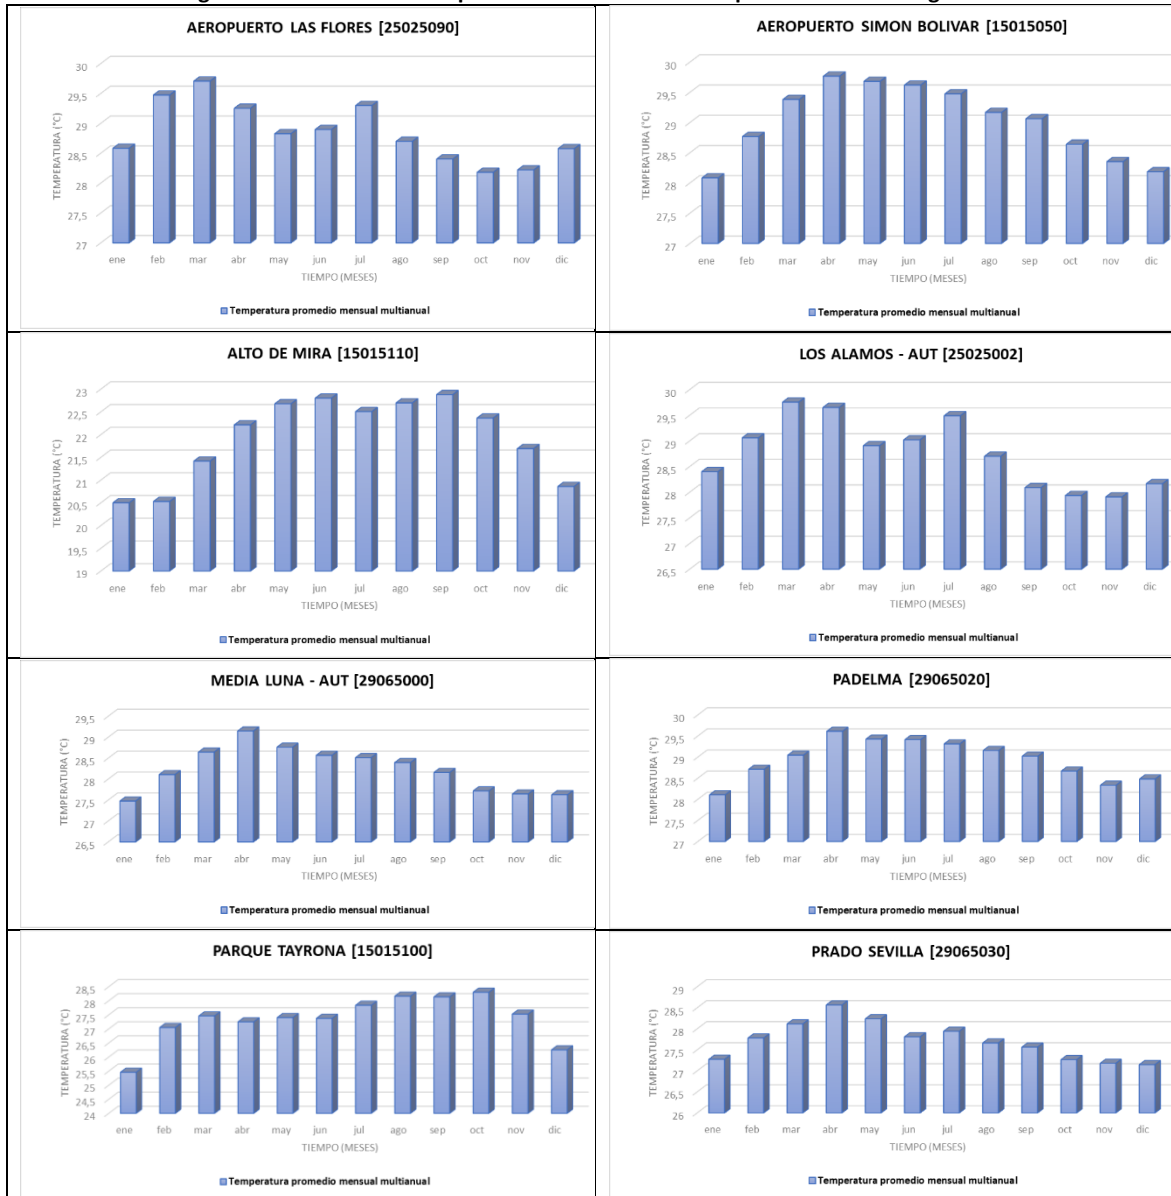 AEROPUERTO LAS FLORES [25025090]
30
29,5
29
28,5
28
27,5
27
TEMPERATURA (°C)
ene feb mar abr may jun jul ago sep oct nov dic
TIEMPO (MESES)
Temperatura promedio mensual multianual
AEROPUERTO SIMON BOLIVAR [15015050]
30
29,5
29
28,5
28
27,5
27
TEMPERATURA (°C)
ene feb mar abr may jun jul ago sep oct nov dic
TIEMPO (MESES)
Temperatura promedio mensual multianual
ALTO DE MIRA [15015110]
23
22,5
22
21,5
21
20,5
20
19,5
19
TEMPERATURA (°C)
ene feb mar abr may jun jul ago sep oct nov dic
TIEMPO (MESES)
Temperatura promedio mensual multianual
LOS ALAMOS - AUT [25025002]
30
29,5
29
28,5
28
27,5
27
26,5
TEMPERATURA (°C)
ene feb mar abr may jun jul ago sep oct nov dic
TIEMPO (MESES)
Temperatura promedio mensual multianual
MEDIA LUNA - AUT [29065000]
29,5
29
28,5
28
27,5
27
26,5
TEMPERATURA (°C)
ene feb mar abr may jun jul ago sep oct nov dic
TIEMPO (MESES)
Temperatura promedio mensual multianual
PADELMA [29065020]
30
29,5
29
28,5
28
27,5
27
TEMPERATURA (°C)
ene feb mar abr may jun jul ago sep oct nov dic
TIEMPO (MESES)
Temperatura promedio mensual multianual
PARQUE TAYRONA [15015100]
28,5
28
27,5
27
26,5
26
25,5
25
24,5
24
TEMPERATURA (°C)
ene feb mar abr may jun jul ago sep oct nov dic
TIEMPO (MESES)
Temperatura promedio mensual multianual
PRADO SEVILLA [29065030]
29
28,5
28
27,5
27
26,5
26
TEMPERATURA (°C)
ene feb mar abr may jun jul ago sep oct nov dic
TIEMPO (MESES)
Temperatura promedio mensual multianual